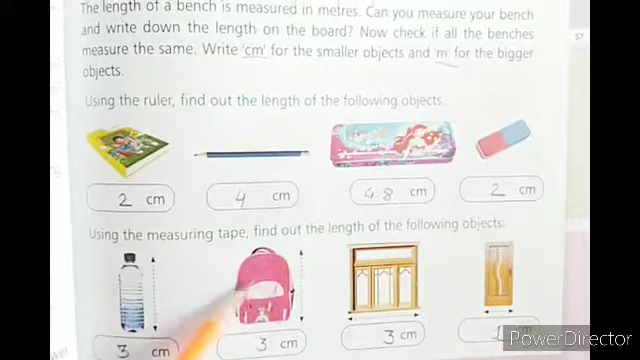 The length of a bench is measured in metres. Can you measure your bench
and write down the length on the board? Now check if all the benches
measure the same. Write 'cm' for the smaller objects and 'm' for the bigger
objects.
57
Using the ruler, find out the length of the following objects.
2 cm 4 cm 4.8 cm 2 cm
Using the measuring tape, find out the length of the following objects.
3 cm 3 cm 3 cm
PowerDirector